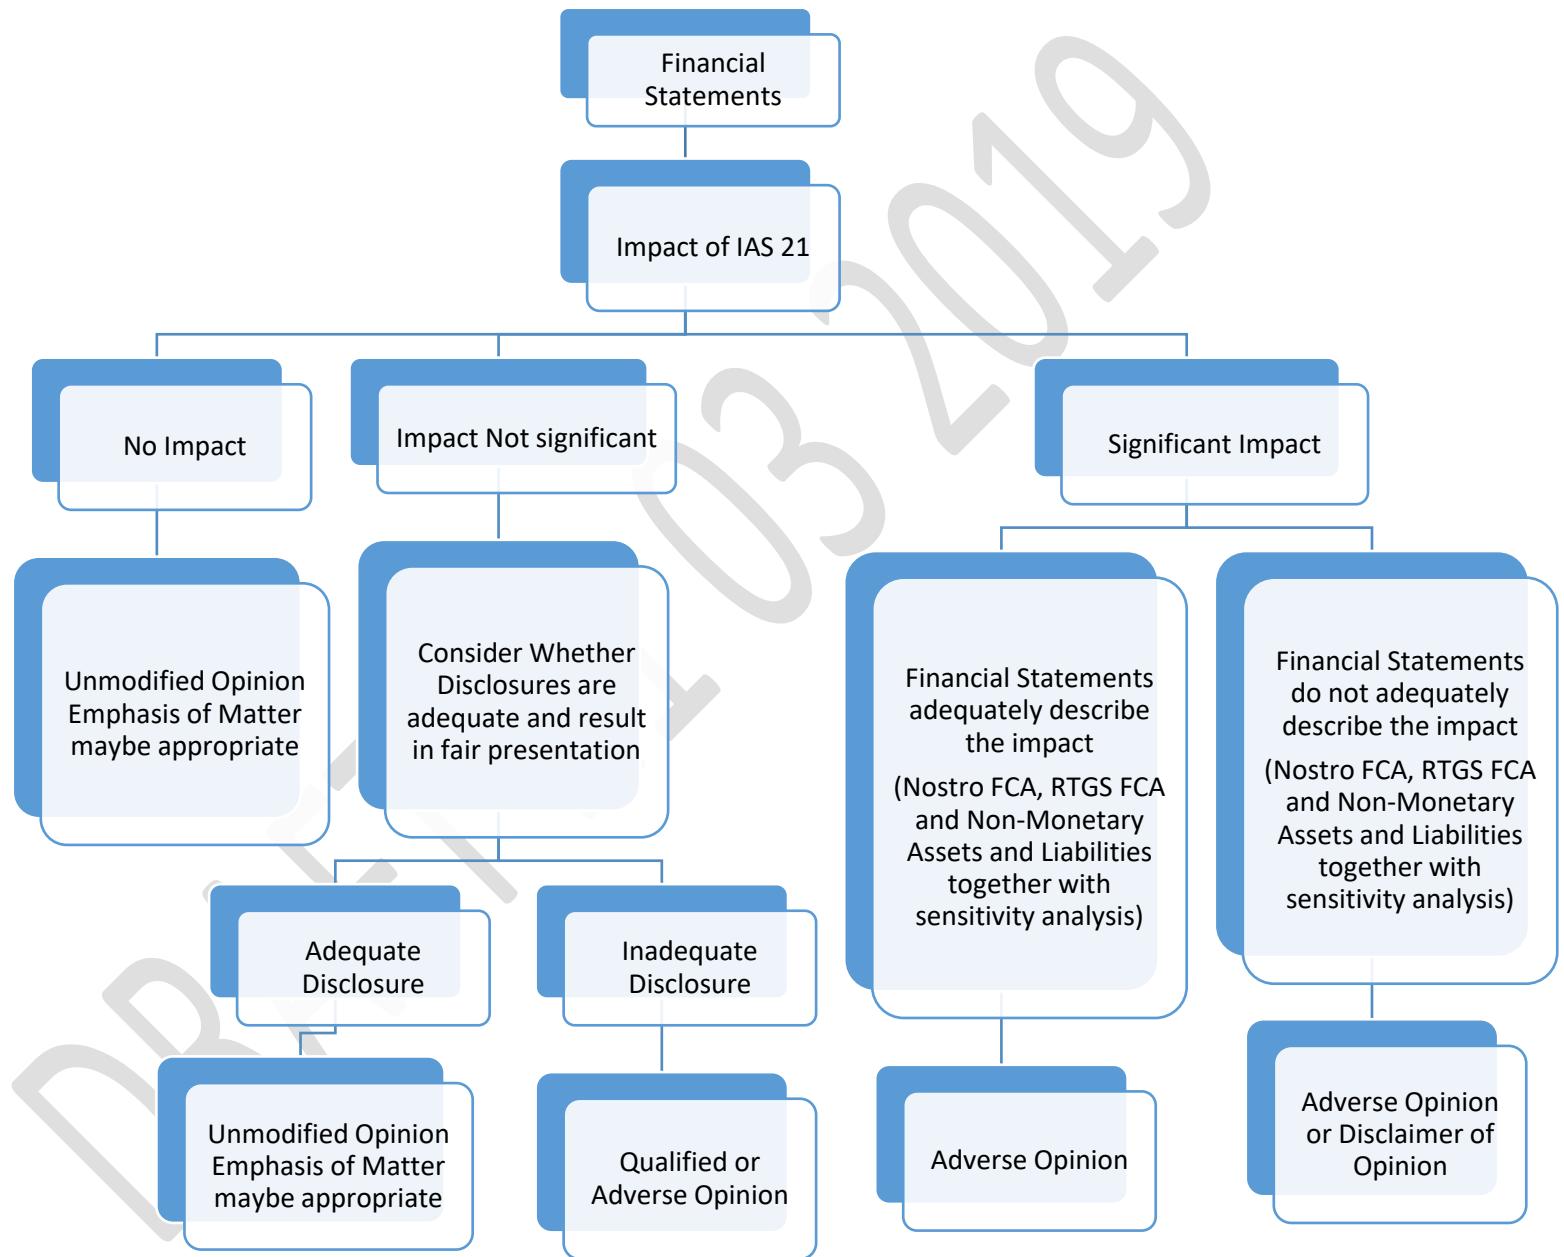 Financial
Statements
Impact of IAS 21
No Impact
Impact Not significant
Significant Impact
Unmodified Opinion
Emphasis of Matter
maybe appropriate
Consider Whether
Disclosures are
adequate and result
in fair presentation
Financial Statements
adequately describe
the impact
(Nostro FCA, RTGS FCA
and Non-Monetary
Assets and Liabilities
together with
sensitivity analysis)
Financial Statements
do not adequately
describe the impact
(Nostro FCA, RTGS FCA
and Non-Monetary
Assets and Liabilities
together with
sensitivity analysis)
Adequate
Disclosure
Inadequate
Disclosure
Unmodified Opinion
Emphasis of Matter
maybe appropriate
Qualified or
Adverse Opinion
Adverse Opinion
Adverse Opinion
or Disclaimer of
Opinion
DRAFT 03 2019